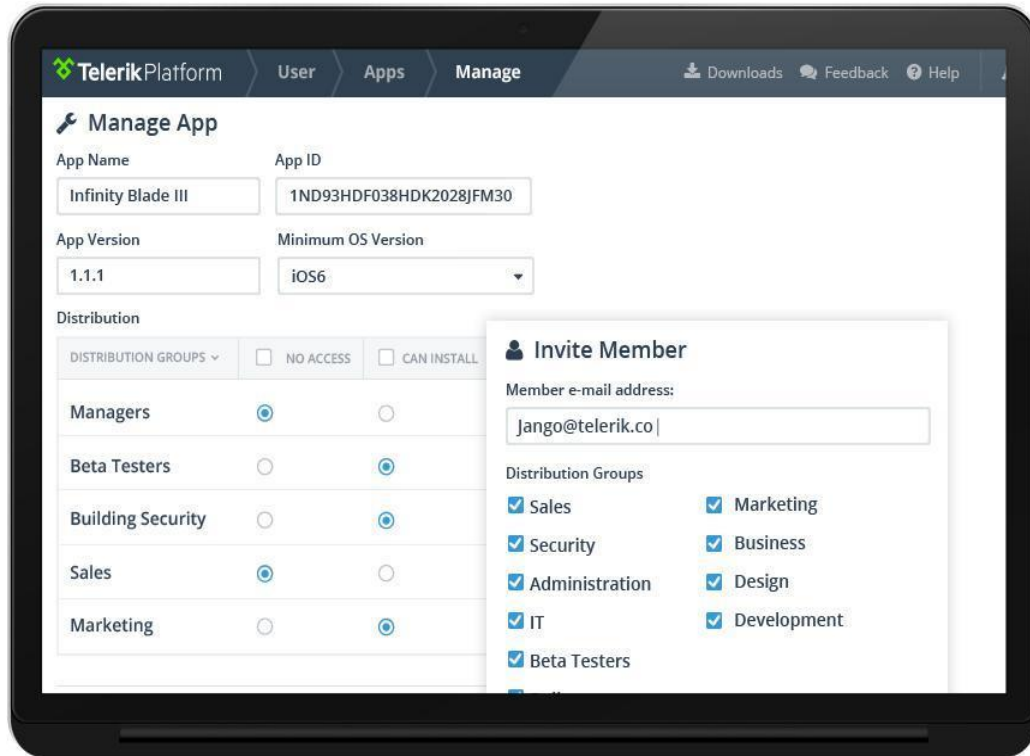 TelerikPlatform User Apps Manage Downloads Feedback Help
Manage App
App Name App ID
Infinity Blade III 1ND93HDF038HDK2028JFM30
App Version Minimum OS Version
1.1.1 iOS6
Distribution
DISTRIBUTION GROUPS NO ACCESS CAN INSTALL
Managers
Beta Testers
Building Security
Sales
Marketing
Invite Member
Member e-mail address:
Jango@telerik.co
Distribution Groups
Sales Marketing
Security Business
Administration Design
IT Development
Beta Testers